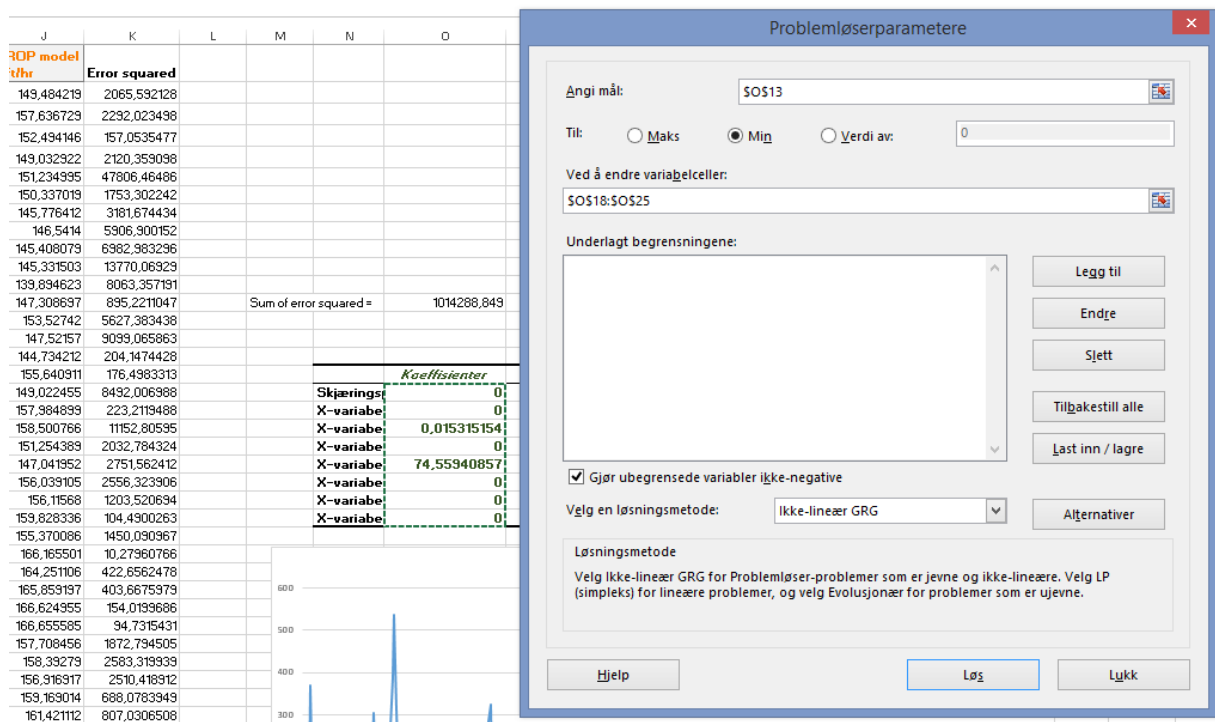 J K L M N O
ROP model
ft/hr Error squared
149,484219 2065,592128
157,636729 2292,023498
152,494146 157,0535477
149,032922 2120,359098
151,234995 47806,46486
150,337019 1753,302242
145,776412 3181,674434
146,5414 5906,900152
145,408079 6982,983296
145,331503 13770,06929
139,894623 8063,357191
147,308697 895,2211047 Sum of error squared = 1014288,849
153,52742 5627,383438
147,52157 9099,065863
144,734212 204,1474428
155,640911 176,4983313 Koeffisienter
149,022455 8492,006988 Skjærings 0
157,984899 223,2119488 X-variabe 0
158,500766 11152,80595 X-variabe 0,015315154
151,254389 2032,784324 X-variabe 0
147,041952 2751,562412 X-variabe 74,55940857
156,039105 2556,323906 X-variabe 0
156,11568 1203,520694 X-variabe 0
159,828336 104,4900263 X-variabe 0
155,370086 1450,090967
166,165501 10,27960766
164,251106 422,6562478
165,859197 403,6675979
166,624955 154,0199686
166,655585 94,7315431
157,708456 1872,794505
158,39279 2583,319939
156,916917 2510,418912
159,169014 688,0783949
161,421112 807,0306508
600
500
400
300
Problemløserparametere
Angi mål: $O$13
Til: Maks Min Verdi av: 0
Ved å endre variabelceller:
$O$18:$O$25
Underlagt begrensningene:
Legg til
Endre
Slett
Tilbakestill alle
Last inn / lagre
Gjør ubegrensede variabler ikke-negative
Velg en løsningsmetode: Ikke-lineær GRG
Alternativer
Løsningsmetode
Velg Ikke-lineær GRG for Problemløser-problemer som er jevne og ikke-lineære. Velg LP
(simpleks) for lineære problemer, og velg Evolusjonær for problemer som er ujevne.
Hjelp Løs Lukk